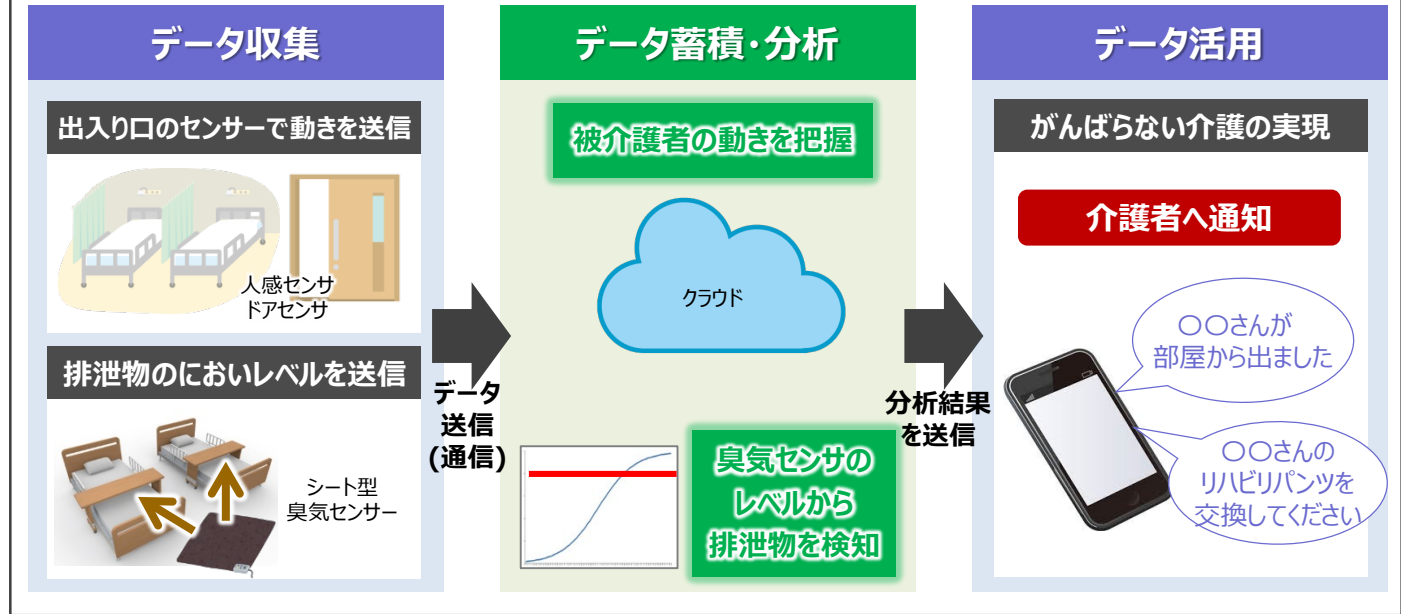 データ収集
出入り口のセンサーで動きを送信
人感センサ
ドアセンサ
排泄物のにおいレベルを送信
シート型
臭気センサー
データ
送信
(通信)
データ蓄積・分析
被介護者の動きを把握
クラウド
臭気センサの
レベルから
排泄物を検知
分析結果
を送信
データ活用
がんばらない介護の実現
介護者へ通知
〇〇さんが
部屋から出ました
〇〇さんの
リハビリパンツを
交換してください